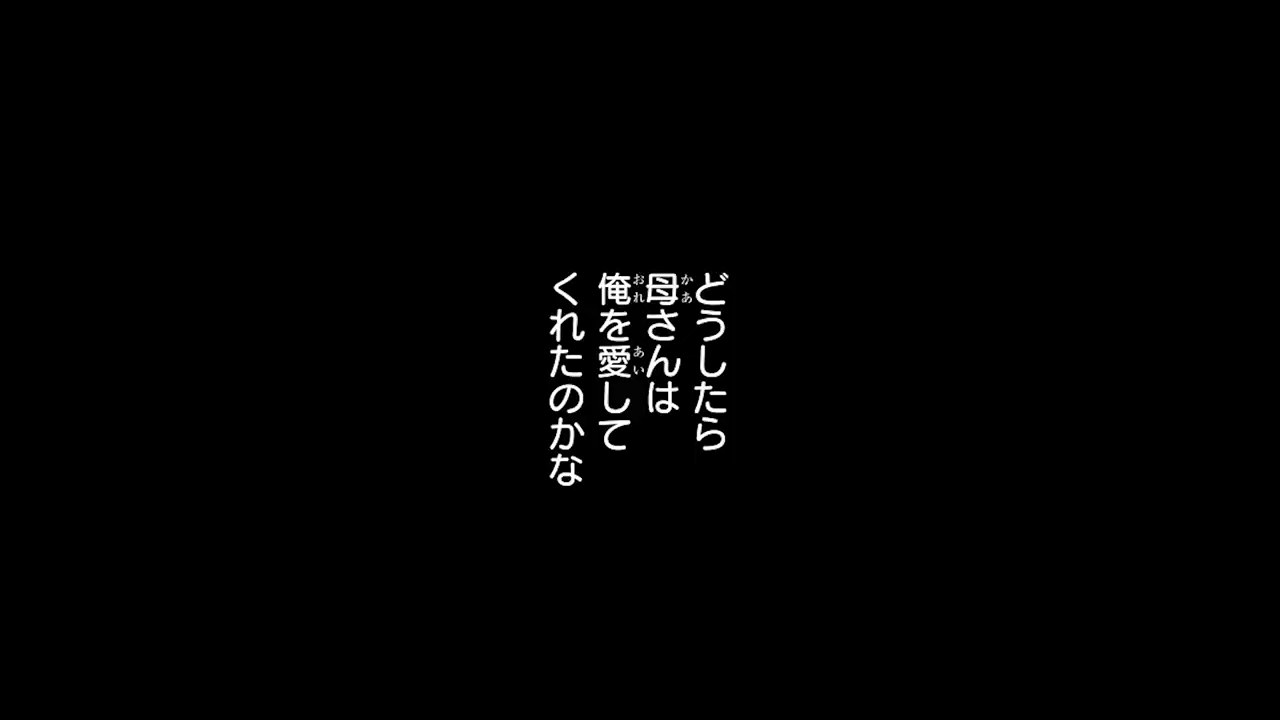 どうしたら
母さんは
俺を愛して
くれたのかな